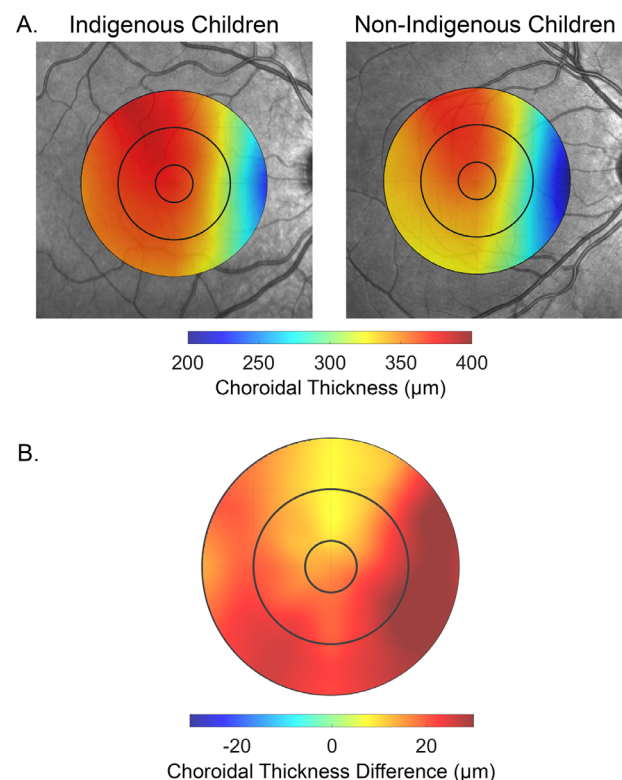 A.
Indigenous Children
Non-Indigenous Children
200 250 300 350 400
Choroidal Thickness (µm)
B.
-20 0 20
Choroidal Thickness Difference (µm)